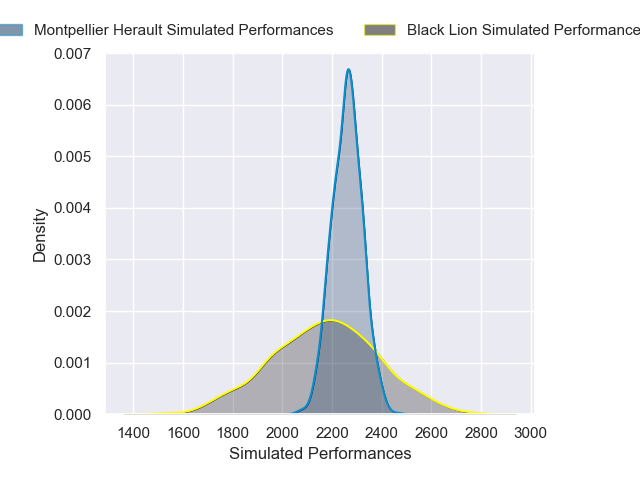 Montpellier Herault Simulated Performances
Black Lion Simulated Performance
0.007
0.006
0.005
0.004
0.003
0.002
0.001
0.000
Density
1400 1600 1800 2000 2200 2400 2600 2800 3000
Simulated Performances